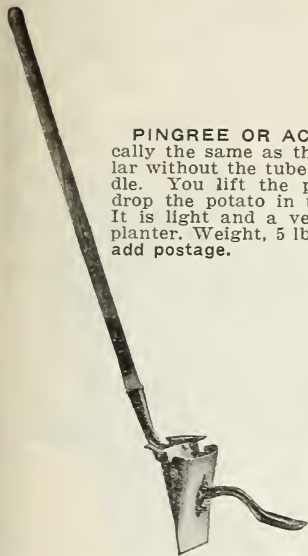 PINGREE OR AC
cally the same as th
lar without the tube
dle. You lift the p
drop the potato in t
It is light and a ve
planter. Weight, 5 lb
add postage.